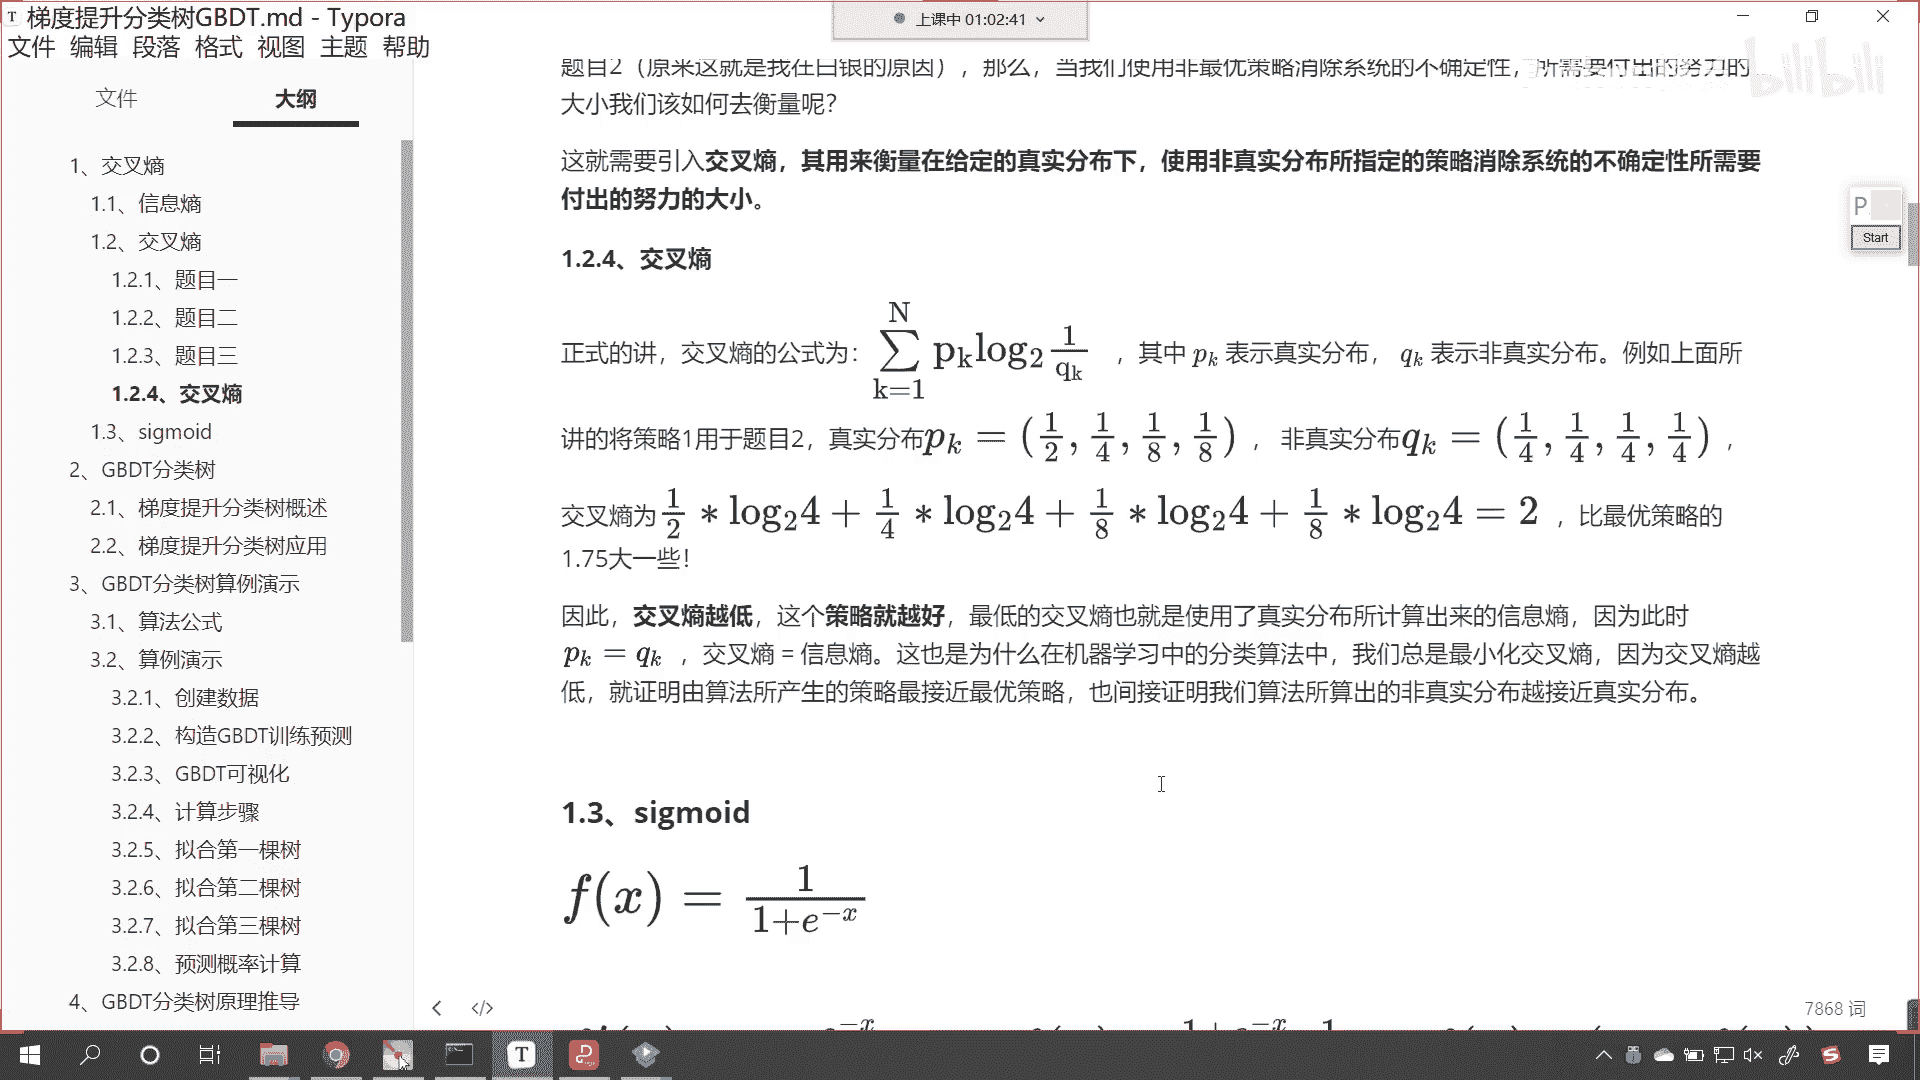 梯度提升分类树GBDT.md - Typora
上课中 01:02:41
文件 编辑 段落 格式 视图 主题 帮助
bilibili
文件 大纲
1、交叉熵
1.1、信息熵
1.2、交叉熵
1.2.1、题目一
1.2.2、题目二
1.2.3、题目三
1.2.4、交叉熵
1.3、sigmoid
2、GBDT分类树
2.1、梯度提升分类树概述
2.2、梯度提升分类树应用
3、GBDT分类树算例演示
3.1、算法公式
3.2、算例演示
3.2.1、创建数据
3.2.2、构造GBDT训练预测
3.2.3、GBDT可视化
3.2.4、计算步骤
3.2.5、拟合第一棵树
3.2.6、拟合第二棵树
3.2.7、拟合第三棵树
3.2.8、预测概率计算
4、GBDT分类树原理推导
题目2（原来这就是我在白银的原因），那么，当我们使用非最优策略消除系统的不确定性，所需要付出的努力的
大小我们该如何去衡量呢？
这就需要引入交叉熵，其用来衡量在给定的真实分布下，使用非真实分布所指定的策略消除系统的不确定性所需要
付出的努力的大小。
1.2.4、交叉熵
正式的讲，交叉熵的公式为：∑_{k=1}^{N} p_k log_2 1/q_k ，其中 p_k 表示真实分布， q_k 表示非真实分布。例如上面所
讲的将策略1用于题目2，真实分布p_k = (1/2, 1/4, 1/8, 1/8) ， 非真实分布q_k = (1/4, 1/4, 1/4, 1/4) ，
交叉熵为 1/2 * log_2 4 + 1/4 * log_2 4 + 1/8 * log_2 4 + 1/8 * log_2 4 = 2 ，比最优策略的
1.75大一些！
因此，交叉熵越低，这个策略就越好，最低的交叉熵也就是使用了真实分布所计算出来的信息熵，因为此时
p_k = q_k ，交叉熵 = 信息熵。这也是为什么在机器学习中的分类算法中，我们总是最小化交叉熵，因为交叉熵越
低，就证明由算法所产生的策略最接近最优策略，也间接证明我们算法所算出的非真实分布越接近真实分布。
1.3、sigmoid
f(x) = 1/(1+e^{-x})
P
Start
7868 词